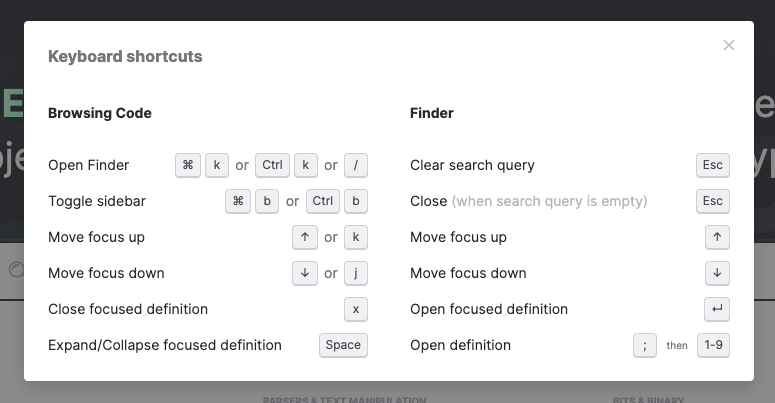 Keyboard shortcuts
Browsing Code
Open Finder ⌘ k or Ctrl k or /
Toggle sidebar ⌘ b or Ctrl b
Move focus up ↑ or k
Move focus down ↓ or j
Close focused definition x
Expand/Collapse focused definition Space
Finder
Clear search query Esc
Close (when search query is empty) Esc
Move focus up ↑
Move focus down ↓
Open focused definition ↵
Open definition ; then 1-9
PARSERS & TEXT MANIPULATION
BITS & BINARY